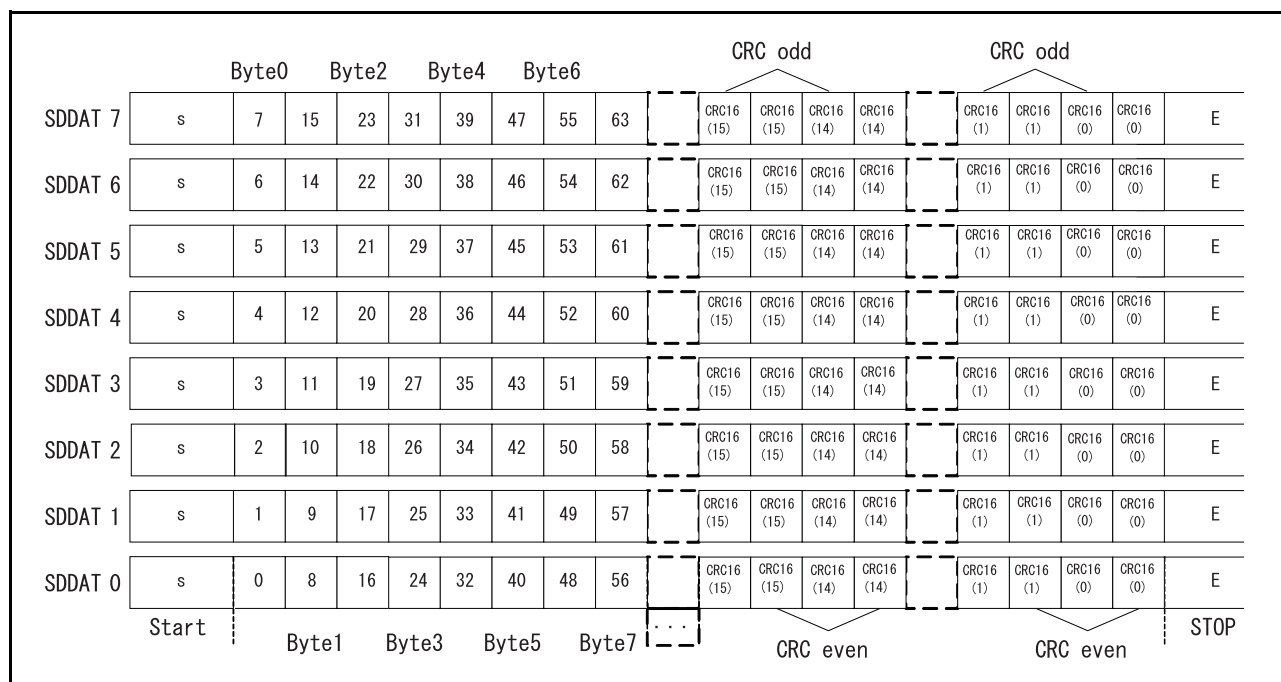 CRC odd CRC odd
Byte0 Byte2 Byte4 Byte6
SDDAT 7 s 7 15 23 31 39 47 55 63 CRC16 (15) CRC16 (15) CRC16 (14) CRC16 (14) CRC16 (1) CRC16 (1) CRC16 (0) CRC16 (0) E
SDDAT 6 s 6 14 22 30 38 46 54 62 CRC16 (15) CRC16 (15) CRC16 (14) CRC16 (14) CRC16 (1) CRC16 (1) CRC16 (0) CRC16 (0) E
SDDAT 5 s 5 13 21 29 37 45 53 61 CRC16 (15) CRC16 (15) CRC16 (14) CRC16 (14) CRC16 (1) CRC16 (1) CRC16 (0) CRC16 (0) E
SDDAT 4 s 4 12 20 28 36 44 52 60 CRC16 (15) CRC16 (15) CRC16 (14) CRC16 (14) CRC16 (1) CRC16 (1) CRC16 (0) CRC16 (0) E
SDDAT 3 s 3 11 19 27 35 43 51 59 CRC16 (15) CRC16 (15) CRC16 (14) CRC16 (14) CRC16 (1) CRC16 (1) CRC16 (0) CRC16 (0) E
SDDAT 2 s 2 10 18 26 34 42 50 58 CRC16 (15) CRC16 (15) CRC16 (14) CRC16 (14) CRC16 (1) CRC16 (1) CRC16 (0) CRC16 (0) E
SDDAT 1 s 1 9 17 25 33 41 49 57 CRC16 (15) CRC16 (15) CRC16 (14) CRC16 (14) CRC16 (1) CRC16 (1) CRC16 (0) CRC16 (0) E
SDDAT 0 s 0 8 16 24 32 40 48 56 CRC16 (15) CRC16 (15) CRC16 (14) CRC16 (14) CRC16 (1) CRC16 (1) CRC16 (0) CRC16 (0) E
Start Byte1 Byte3 Byte5 Byte7 ... CRC even CRC even STOP